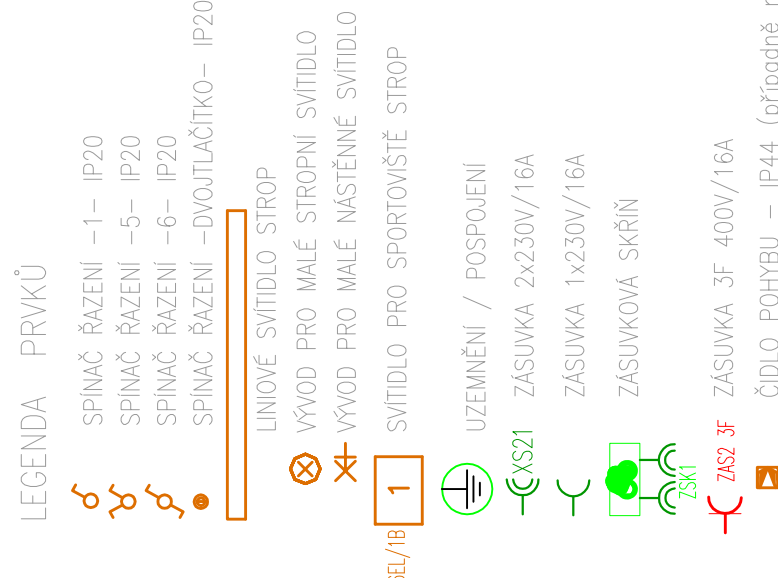 LEGENDA PRVKŮ
SPÍNAČ ŘAZENÍ -1- IP20
SPÍNAČ ŘAZENÍ -5- IP20
SPÍNAČ ŘAZENÍ -6- IP20
SPÍNAČ ŘAZENÍ -DVOJTLAČÍTKO- IP20
LINIOVÉ SVÍTIDLO STROP
VÝVOD PRO MALÉ STROPNÍ SVÍTIDLO
VÝVOD PRO MALÉ NÁSTĚNNÉ SVÍTIDLO
SEL/1B
1
SVÍTIDLO PRO SPORTOVIŠTĚ STROP
UZEMNĚNÍ / POSPOJENÍ
XS21
ZÁSUVKA 2x230V/16A
ZÁSUVKA 1x230V/16A
ZÁSUVKOVÁ SKŘÍŇ
ZSK1
ZAS2 3F
ZÁSUVKA 3F 400V/16A
ČIDLO POHYBU – IP44 (případně